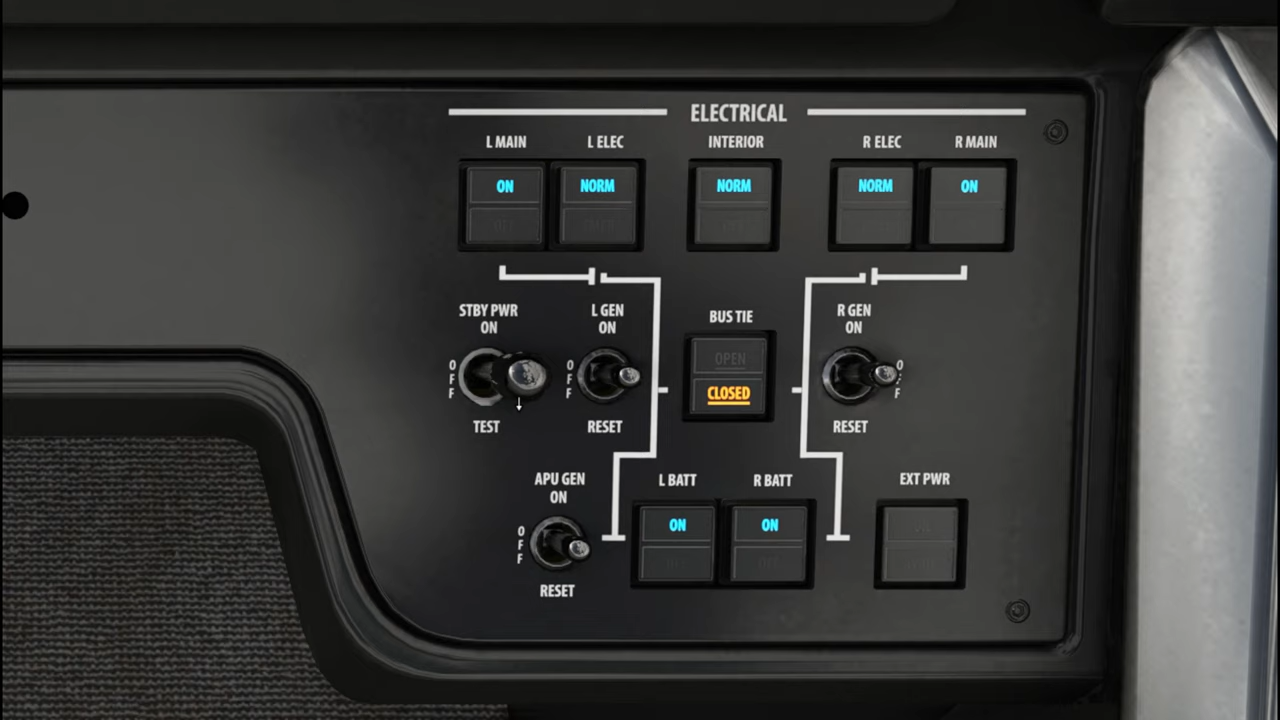 ELECTRICAL
L MAIN L ELEC INTERIOR R ELEC R MAIN
ON NORM NORM NORM ON
STBY PWR
ON
L GEN
ON
BUS TIE
R GEN
ON
OFF
OFF
OPEN
CLOSED
OFF
TEST
RESET
RESET
APU GEN
ON
L BATT
R BATT
EXT PWR
OFF
ON
ON
RESET